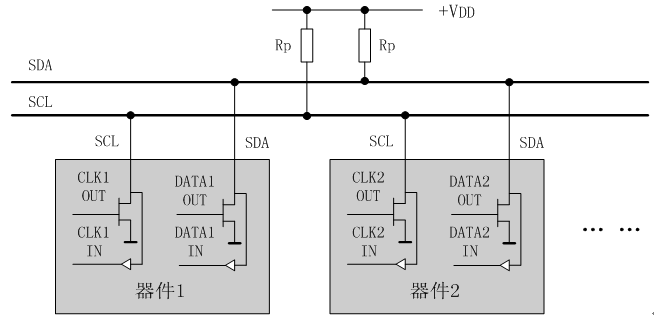 +VDD
Rp Rp
SDA
SCL
SCL SDA SCL SDA
CLK1 OUT DATA1 OUT CLK2 OUT DATA2 OUT
CLK1 IN DATA1 IN CLK2 IN DATA2 IN
器件1 器件2
… …